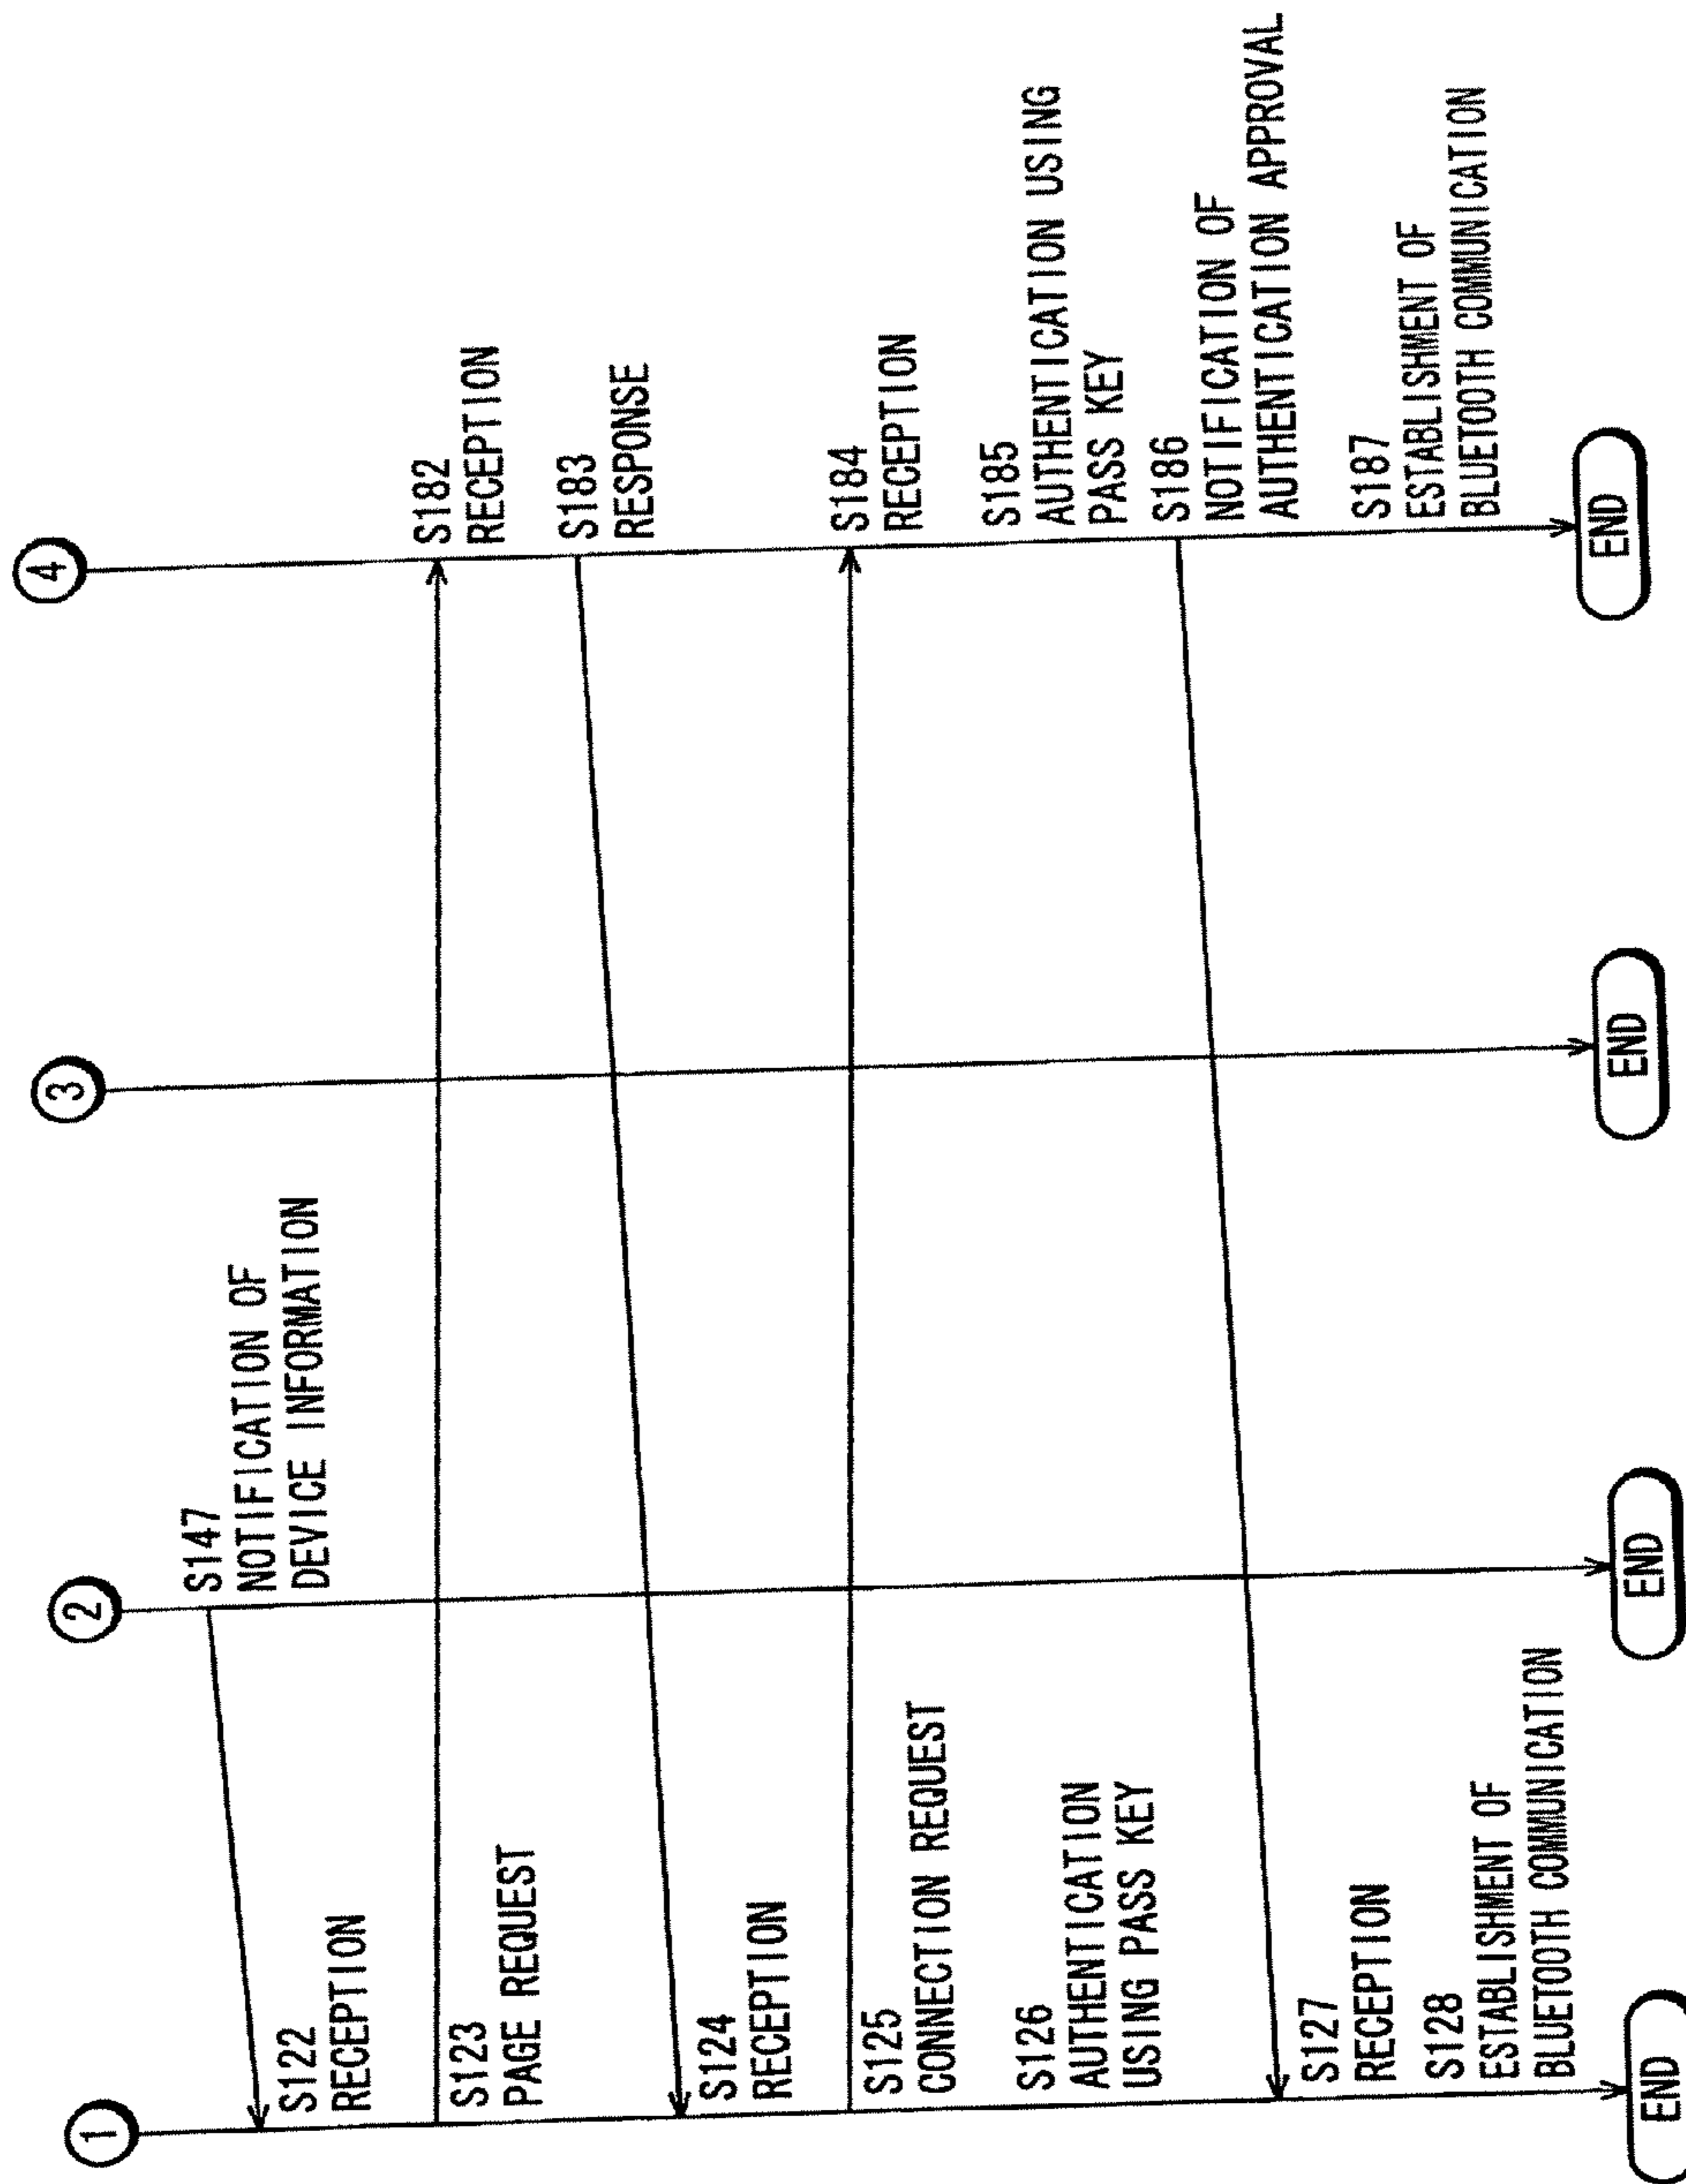 1
2
3
4
S147
NOTIFICATION OF
DEVICE INFORMATION
S122
RECEPTION
S123
PAGE REQUEST
S182
RECEPTION
S183
RESPONSE
S124
RECEPTION
S125
CONNECTION REQUEST
S184
RECEPTION
S126
AUTHENTICATION
USING PASS KEY
S185
AUTHENTICATION USING
PASS KEY
S186
NOTIFICATION OF
AUTHENTICATION APPROVAL
S127
RECEPTION
S128
ESTABLISHMENT OF
BLUETOOTH COMMUNICATION
S187
ESTABLISHMENT OF
BLUETOOTH COMMUNICATION
END
END
END
END